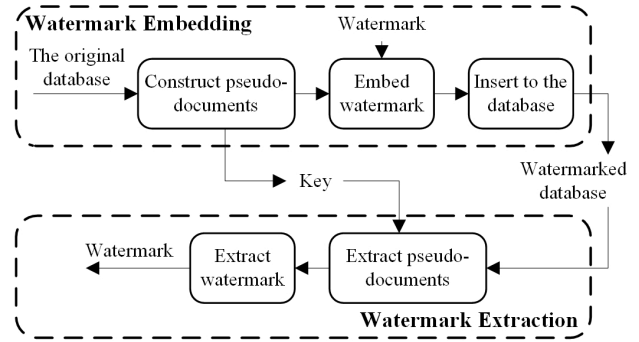 Watermark Embedding
Watermark
The original
database
Construct pseudo-
documents
Embed
watermark
Insert to the
database
Key
Watermarked
database
Watermark
Extract
watermark
Extract pseudo-
documents
Watermark Extraction